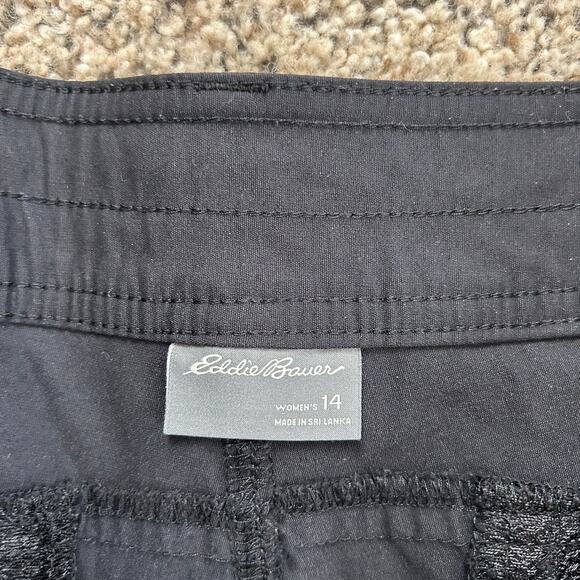 Eddie Bauer
WOMEN'S 14
MADE IN SRI LANKA